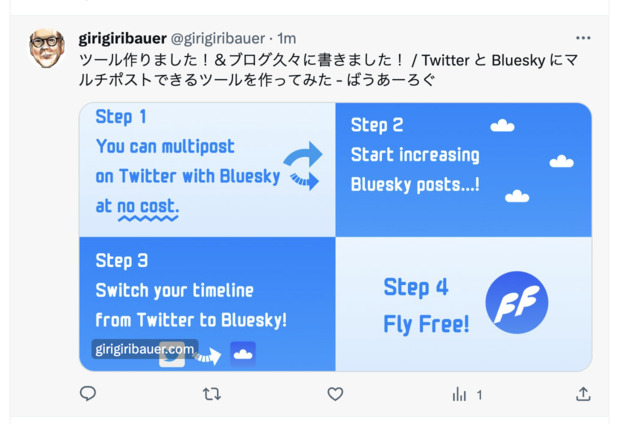 girigiribauer @girigiribauer · 1m
ツール作りました！＆ブログ久々に書きました！ / Twitter と Bluesky にマ
ルチポストできるツールを作ってみた - ばうあーろぐ
Step 1
You can multipost
on Twitter with Bluesky
at no cost.
Step 2
Start increasing
Bluesky posts...!
Step 3
Switch your timeline
from Twitter to Bluesky!
girigiribauer.com
Step 4
Fly Free!
FF
1